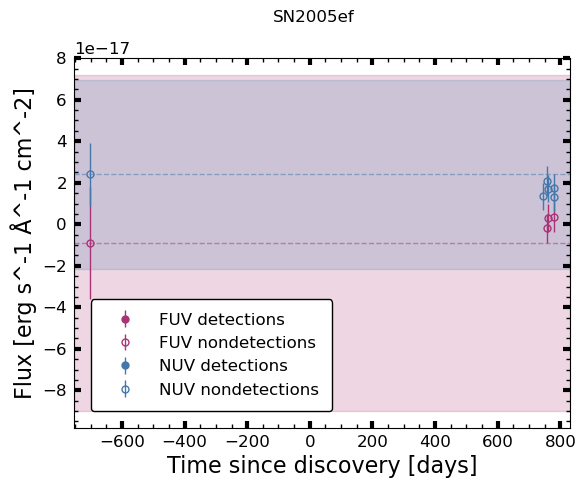 SN2005ef
1e−17
8
6
4
2
0
−2
−4
−6
−8
Flux [erg s^-1 Å^-1 cm^-2]
FUV detections
FUV nondetections
NUV detections
NUV nondetections
−600 −400 −200 0 200 400 600 800
Time since discovery [days]